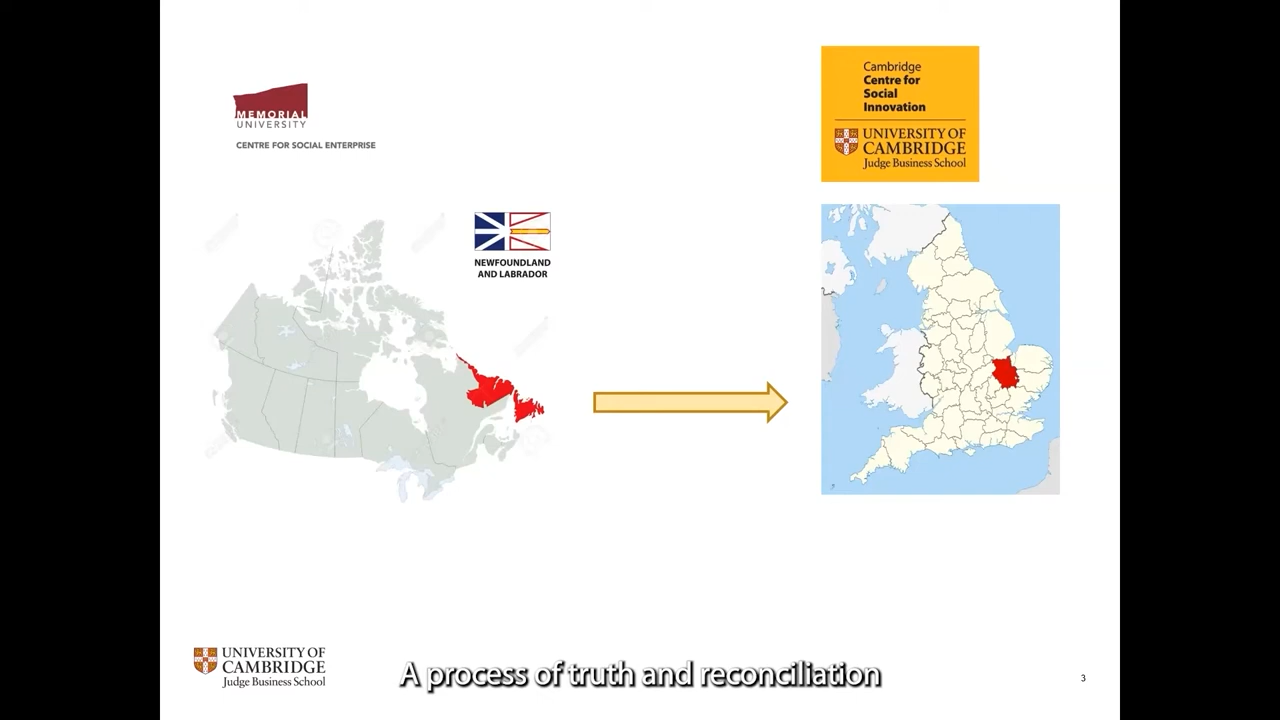 MEMORIAL
UNIVERSITY
CENTRE FOR SOCIAL ENTERPRISE
Cambridge
Centre for
Social
Innovation
UNIVERSITY OF
CAMBRIDGE
Judge Business School
NEWFOUNDLAND
AND LABRADOR
UNIVERSITY OF
CAMBRIDGE
Judge Business School
A process of truth and reconciliation
3